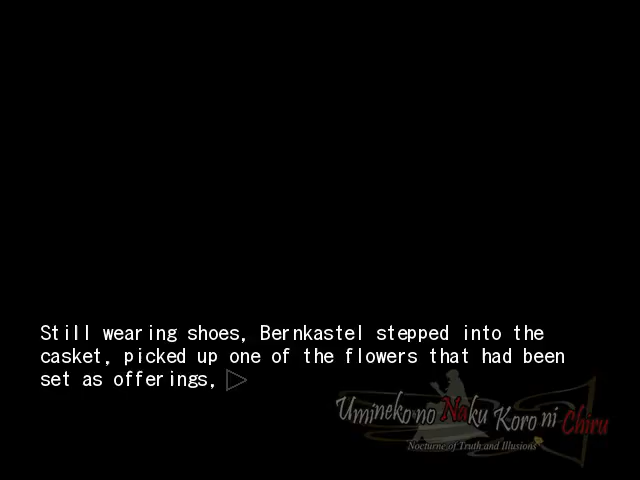 Still wearing shoes, Bernkastel stepped into the
casket, picked up one of the flowers that had been
set as offerings,
Umineko no Naku Koro ni Chiru
Nocturne of Truth and Illusions